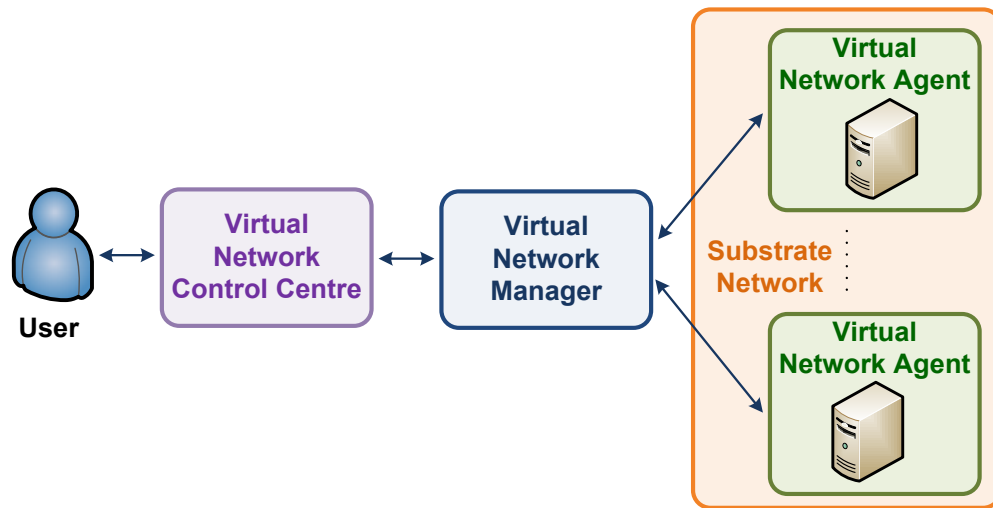 User
Virtual
Network
Control Centre
Virtual
Network
Manager
Substrate
Network
Virtual
Network Agent
Virtual
Network Agent